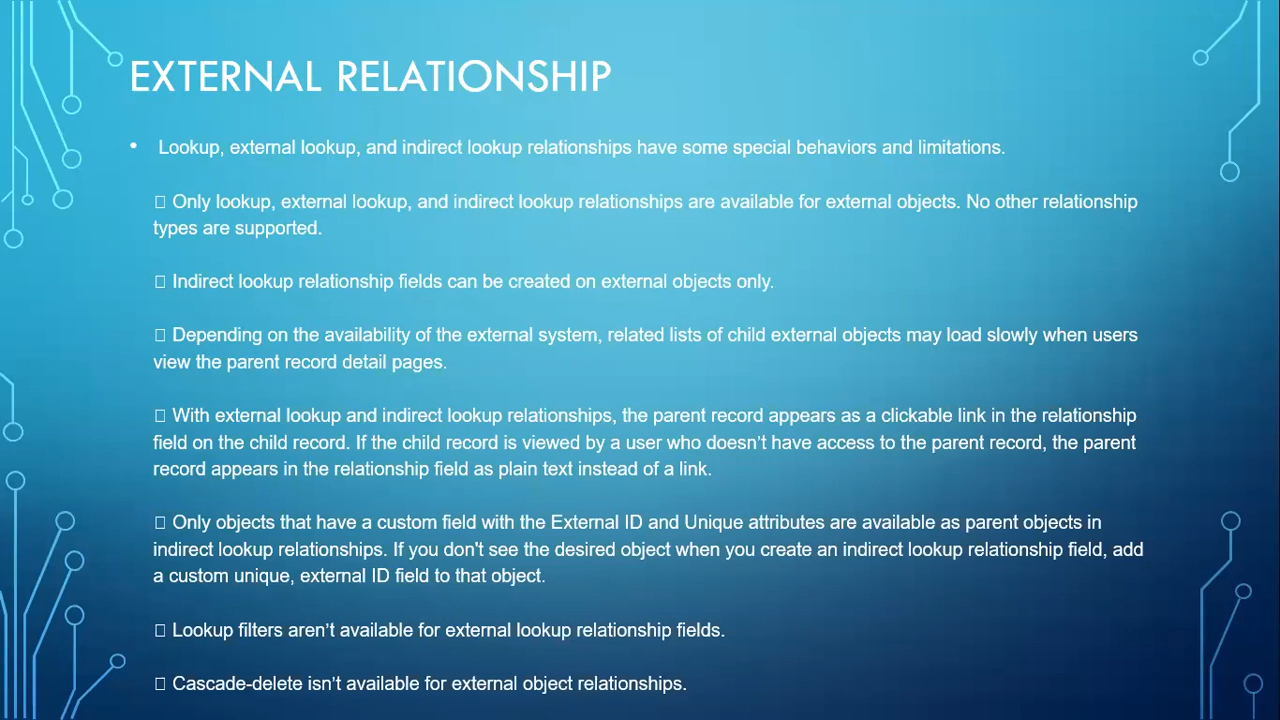 EXTERNAL RELATIONSHIP
• Lookup, external lookup, and indirect lookup relationships have some special behaviors and limitations.
 Only lookup, external lookup, and indirect lookup relationships are available for external objects. No other relationship
types are supported.
 Indirect lookup relationship fields can be created on external objects only.
 Depending on the availability of the external system, related lists of child external objects may load slowly when users
view the parent record detail pages.
 With external lookup and indirect lookup relationships, the parent record appears as a clickable link in the relationship
field on the child record. If the child record is viewed by a user who doesn’t have access to the parent record, the parent
record appears in the relationship field as plain text instead of a link.
 Only objects that have a custom field with the External ID and Unique attributes are available as parent objects in
indirect lookup relationships. If you don't see the desired object when you create an indirect lookup relationship field, add
a custom unique, external ID field to that object.
 Lookup filters aren’t available for external lookup relationship fields.
 Cascade-delete isn’t available for external object relationships.